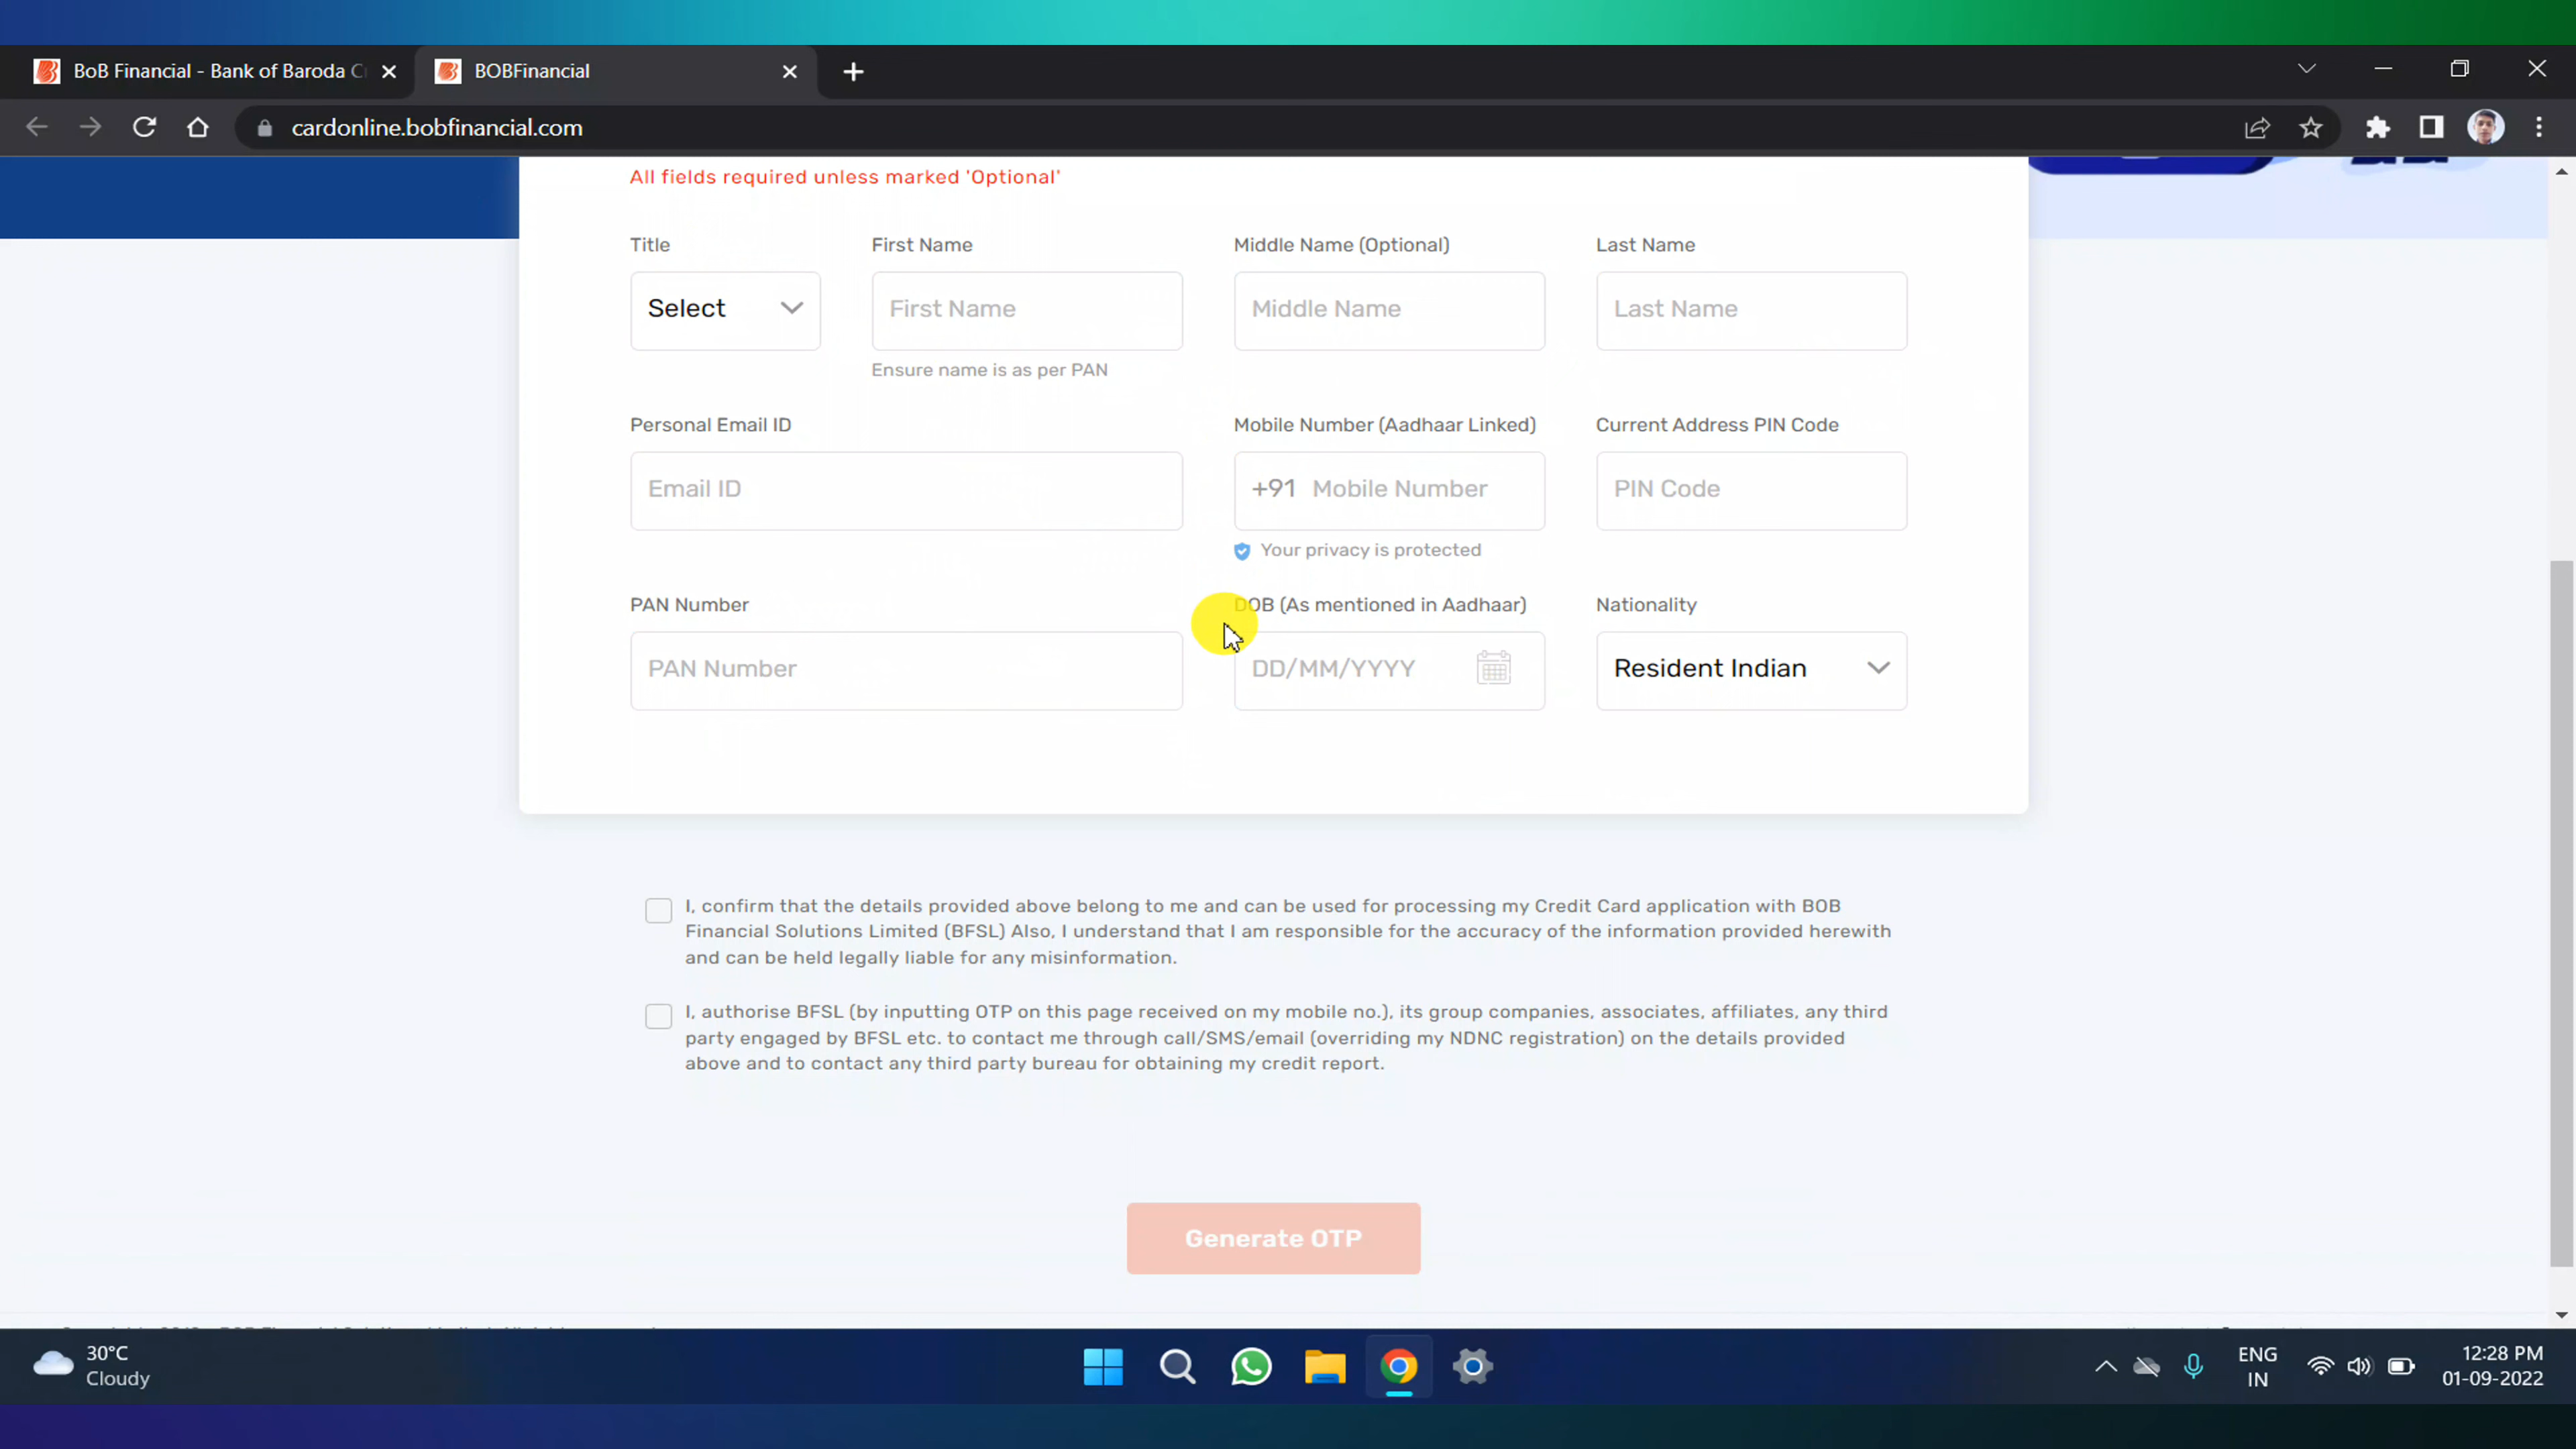 BoB Financial - Bank of Baroda
BOBFinancial
cardonline.bobfinancial.com
All fields required unless marked 'Optional'
Title First Name Middle Name (Optional) Last Name
Select First Name Middle Name Last Name
Ensure name is as per PAN
Personal Email ID Mobile Number (Aadhaar Linked) Current Address PIN Code
Email ID +91 Mobile Number PIN Code
Your privacy is protected
PAN Number DOB (As mentioned in Aadhaar) Nationality
PAN Number DD/MM/YYYY Resident Indian
I, confirm that the details provided above belong to me and can be used for processing my Credit Card application with BOB
Financial Solutions Limited (BFSL) Also, I understand that I am responsible for the accuracy of the information provided herewith
and can be held legally liable for any misinformation.
I, authorise BFSL (by inputting OTP on this page received on my mobile no.), its group companies, associates, affiliates, any third
party engaged by BFSL etc. to contact me through call/SMS/email (overriding my NDNC registration) on the details provided
above and to contact any third party bureau for obtaining my credit report.
Generate OTP
30°C
Cloudy
ENG
IN
12:28 PM
01-09-2022